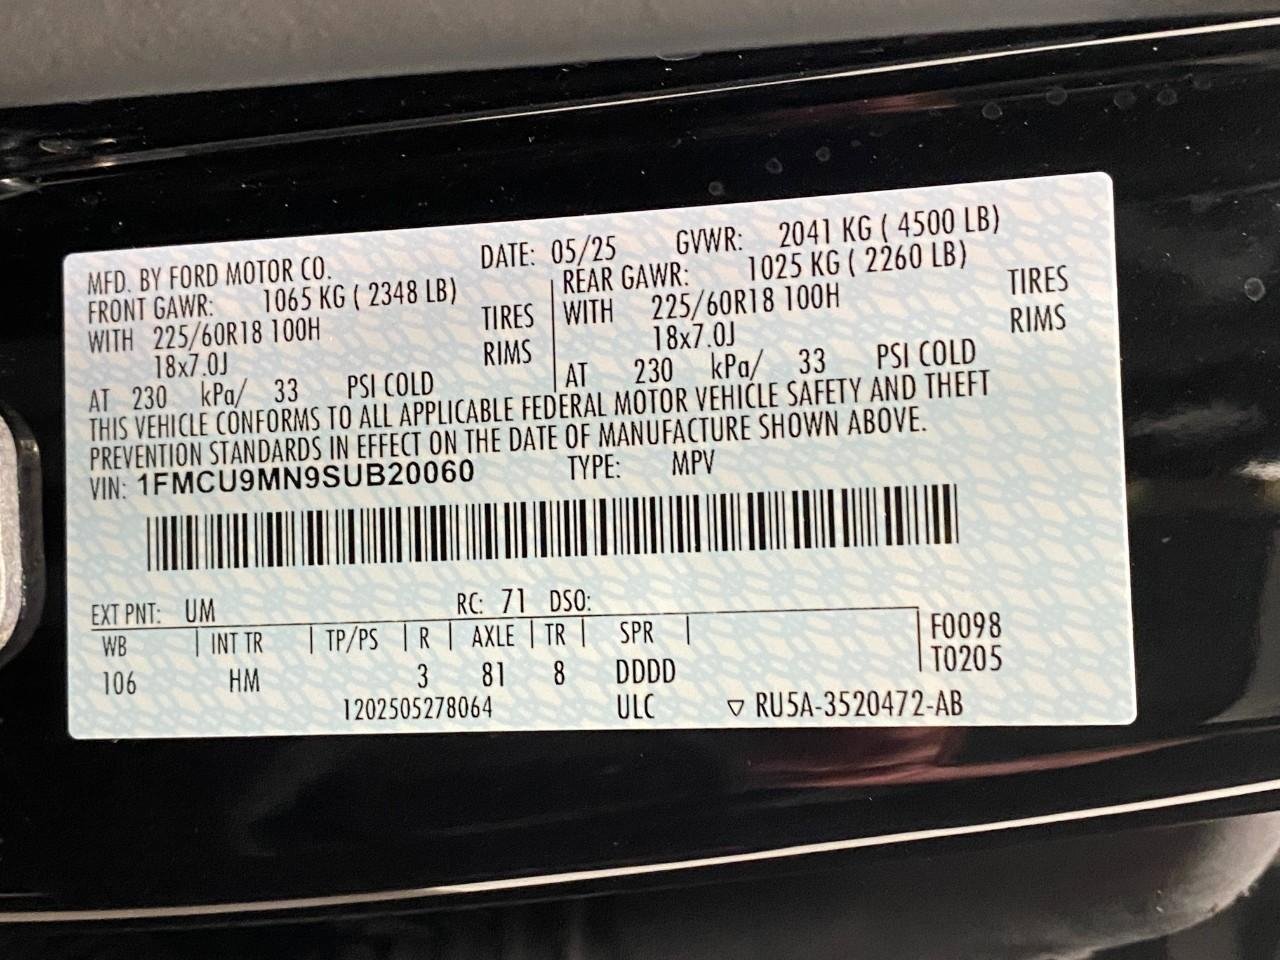 MFD. BY FORD MOTOR CO. DATE: 05/25 GVWR: 2041 KG ( 4500 LB)
FRONT GAWR: 1065 KG ( 2348 LB) REAR GAWR: 1025 KG ( 2260 LB)
WITH 225/60R18 100H TIRES WITH 225/60R18 100H TIRES
18x7.0J RIMS 18x7.0J RIMS
AT 230 kPa/ 33 PSI COLD AT 230 kPa/ 33 PSI COLD
THIS VEHICLE CONFORMS TO ALL APPLICABLE FEDERAL MOTOR VEHICLE SAFETY AND THEFT
PREVENTION STANDARDS IN EFFECT ON THE DATE OF MANUFACTURE SHOWN ABOVE.
VIN: 1FMCU9MN9SUB20060 TYPE: MPV
EXT PNT: UM RC: 71 DSO:
WB INT TR TP/PS R AXLE TR SPR F0098
106 HM 3 81 8 DDDD T0205
1202505278064 ULC ▽ RU5A-3520472-AB